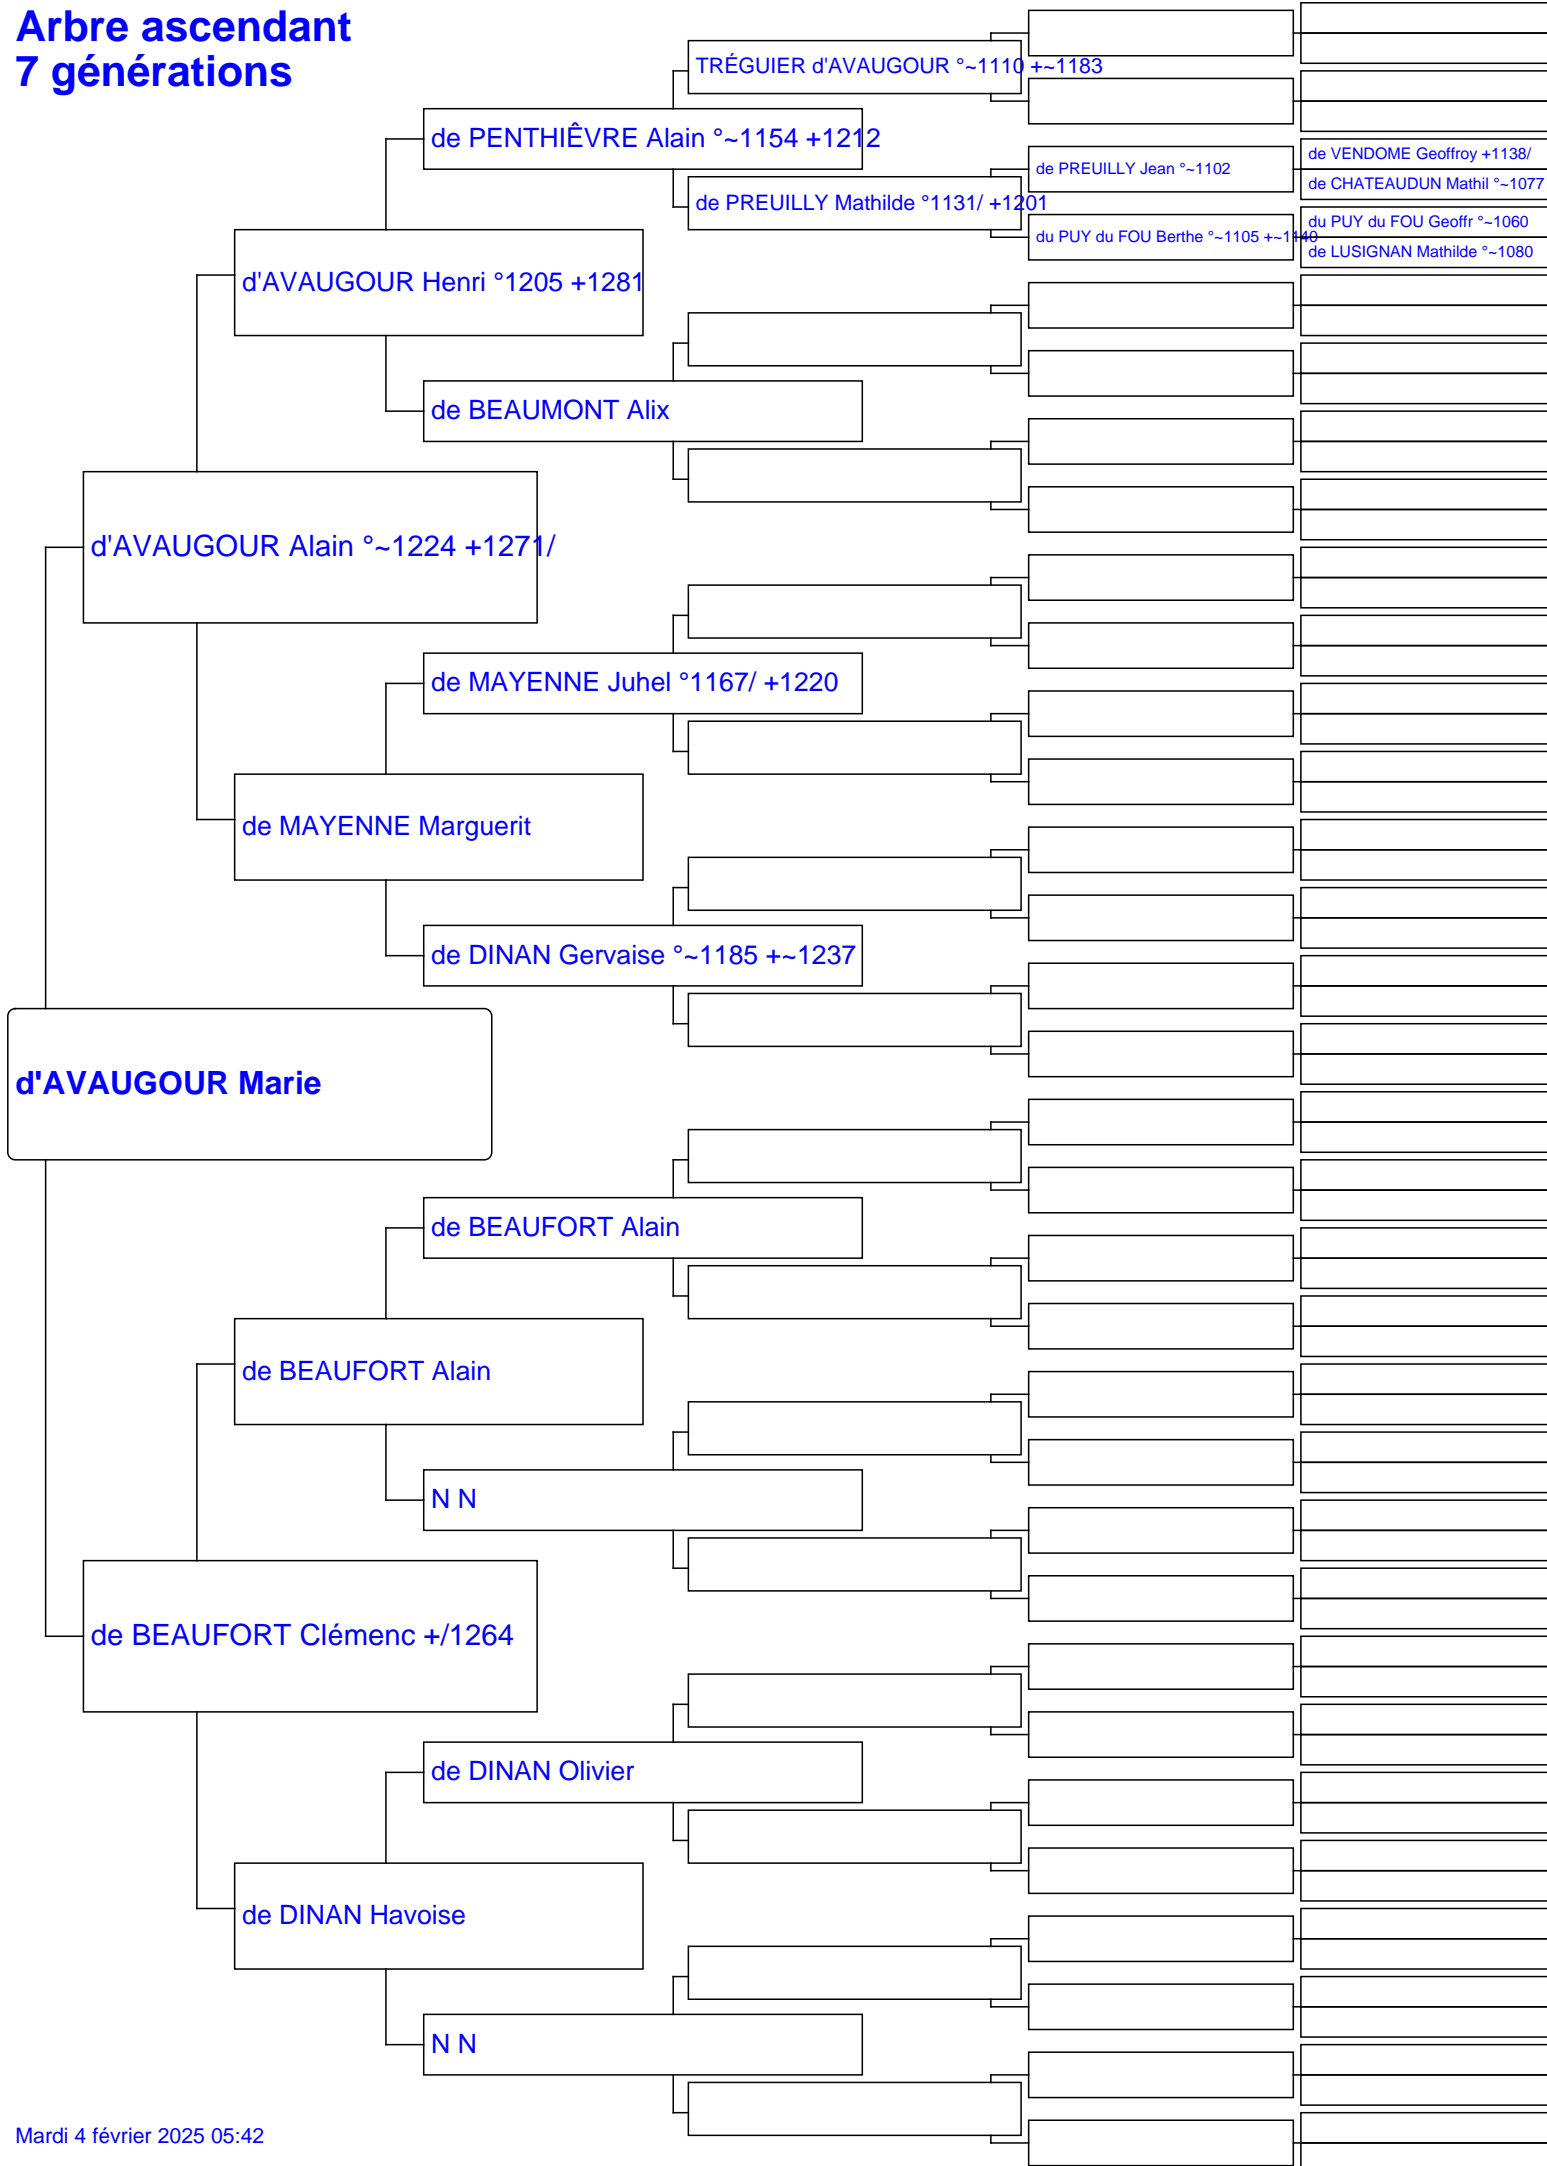 Arbre ascendant
7 générations
TRÉGUIER d'AVAUGOUR °~1110 +~1183
de PENTHIÊVRE Alain °~1154 +1212
de VENDOME Geoffroy +1138/
de PREUILLY Jean °~1102
de CHATEAUDUN Mathil °~1077
de PREUILLY Mathilde °1131/ +1201
du PUY du FOU Geoffr °~1060
du PUY du FOU Berthe °~1105 +~1140
de LUSIGNAN Mathilde °~1080
d'AVAUGOUR Henri °1205 +1281
de BEAUMONT Alix
d'AVAUGOUR Alain °~1224 +1271/
de MAYENNE Juhel °1167/ +1220
de MAYENNE Marguerit
de DINAN Gervaise °~1185 +~1237
d'AVAUGOUR Marie
de BEAUFORT Alain
de BEAUFORT Alain
N N
de BEAUFORT Clémenc +/1264
de DINAN Olivier
de DINAN Havoise
N N
Mardi 4 février 2025 05:42